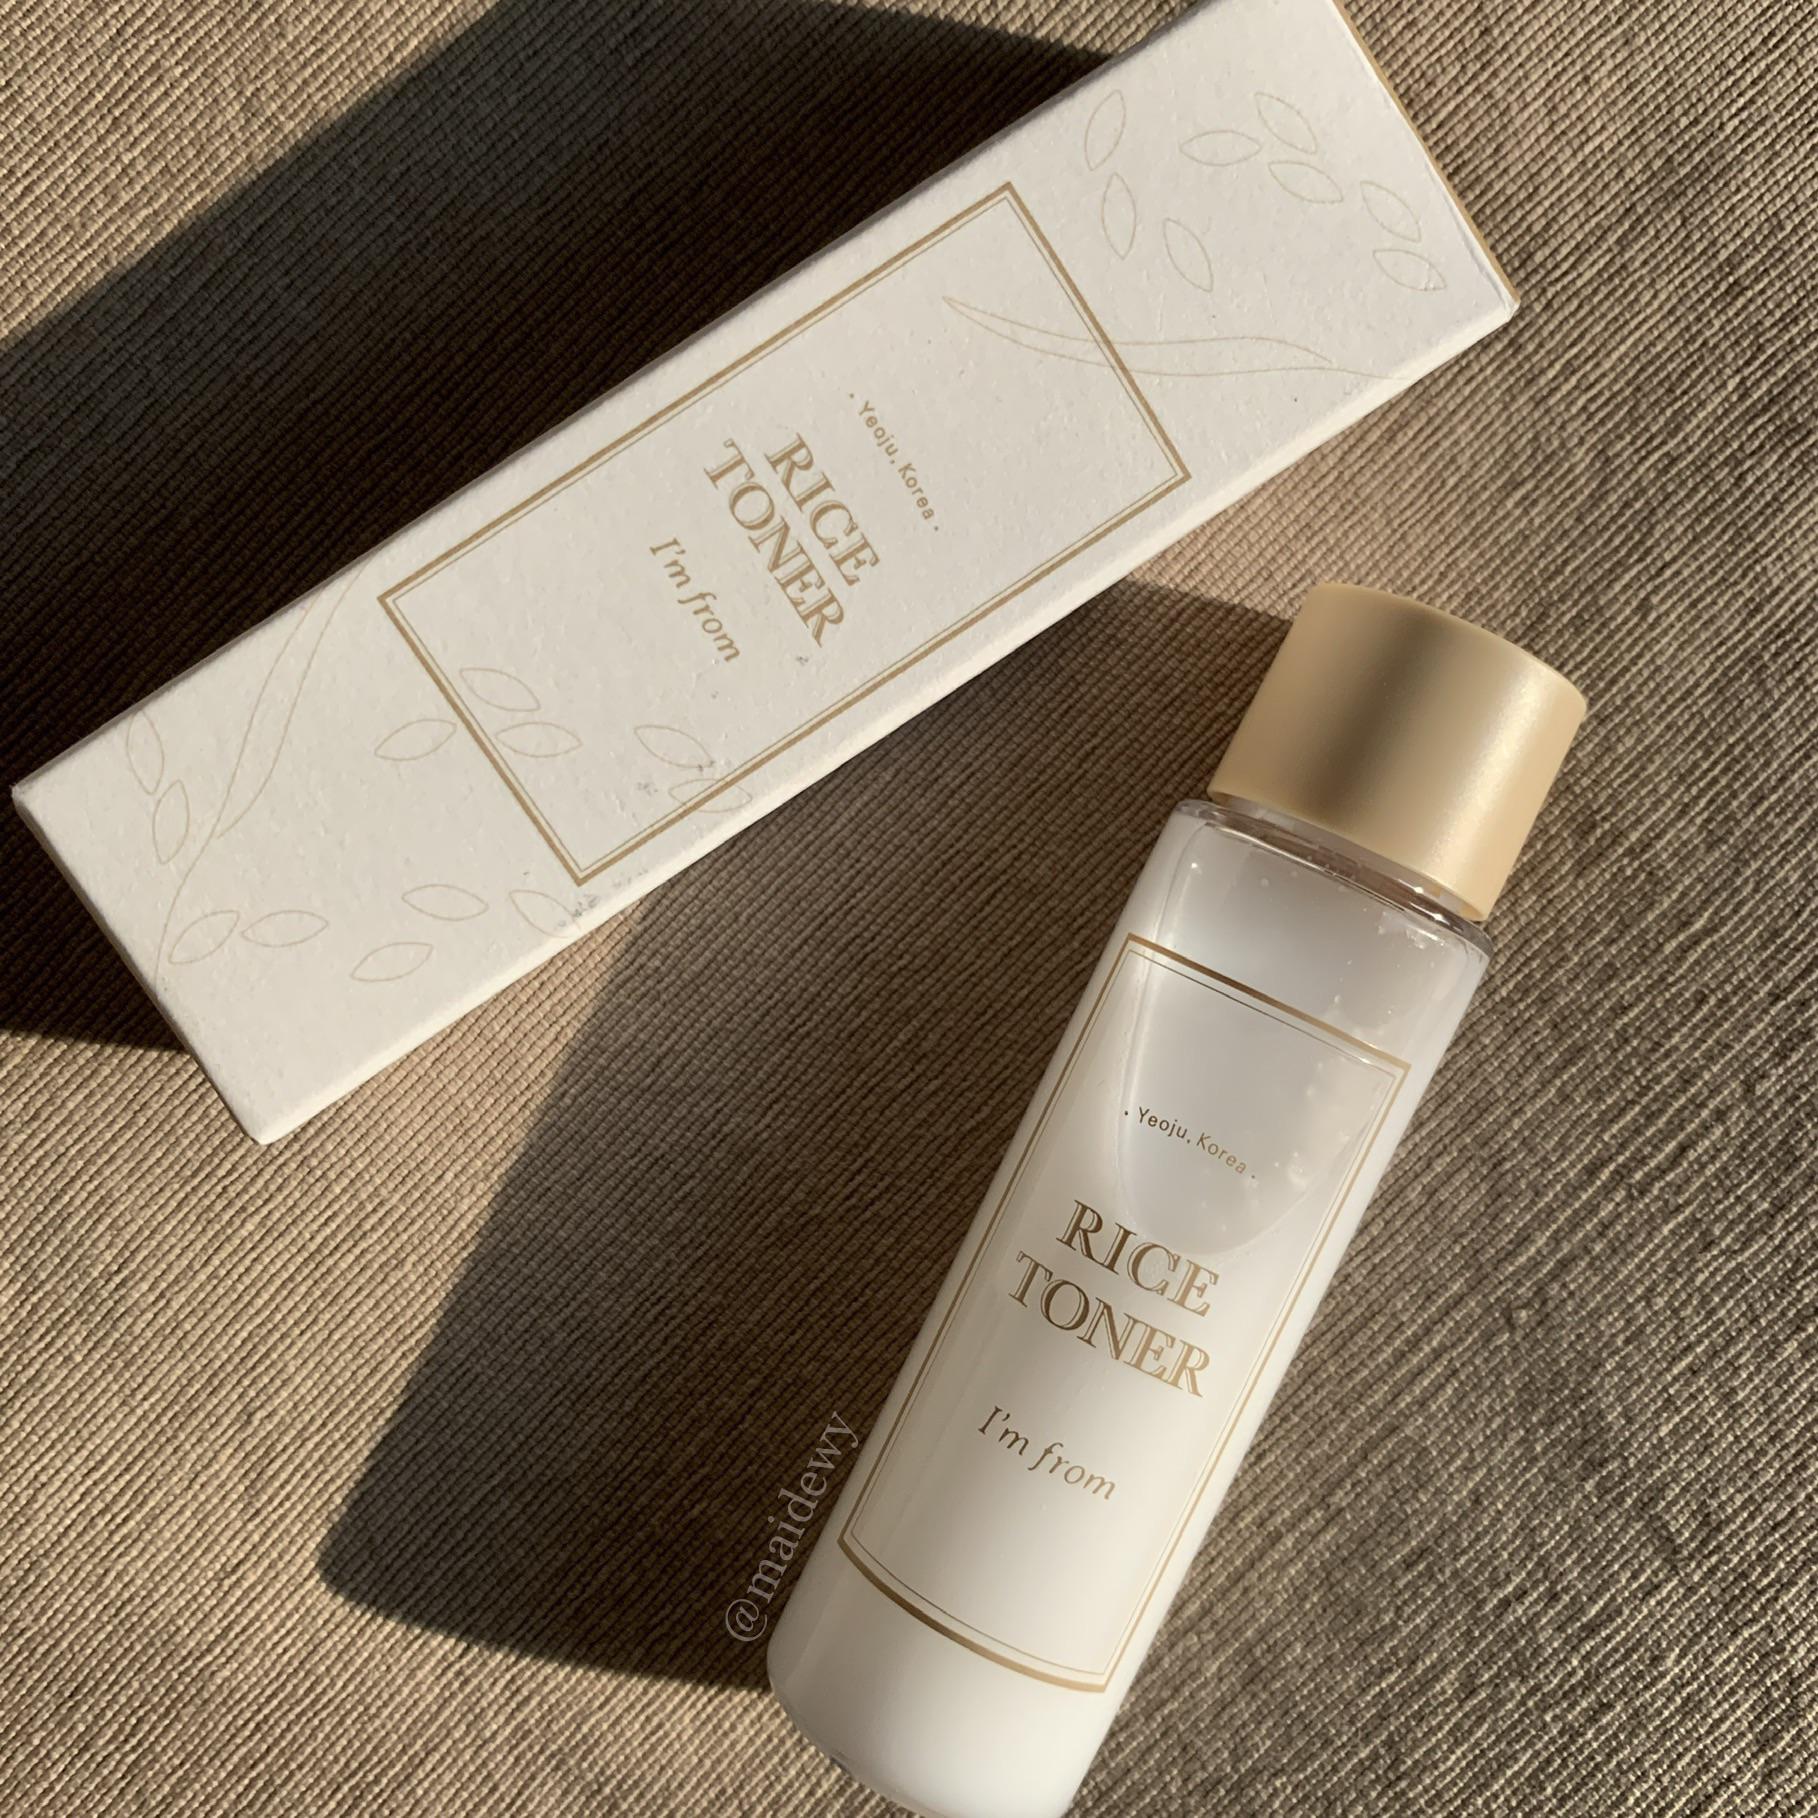 · Yeoju, Korea ·
RICE
TONER
I'm from
· Yeoju, Korea ·
RICE
TONER
I'm from
@maidewy